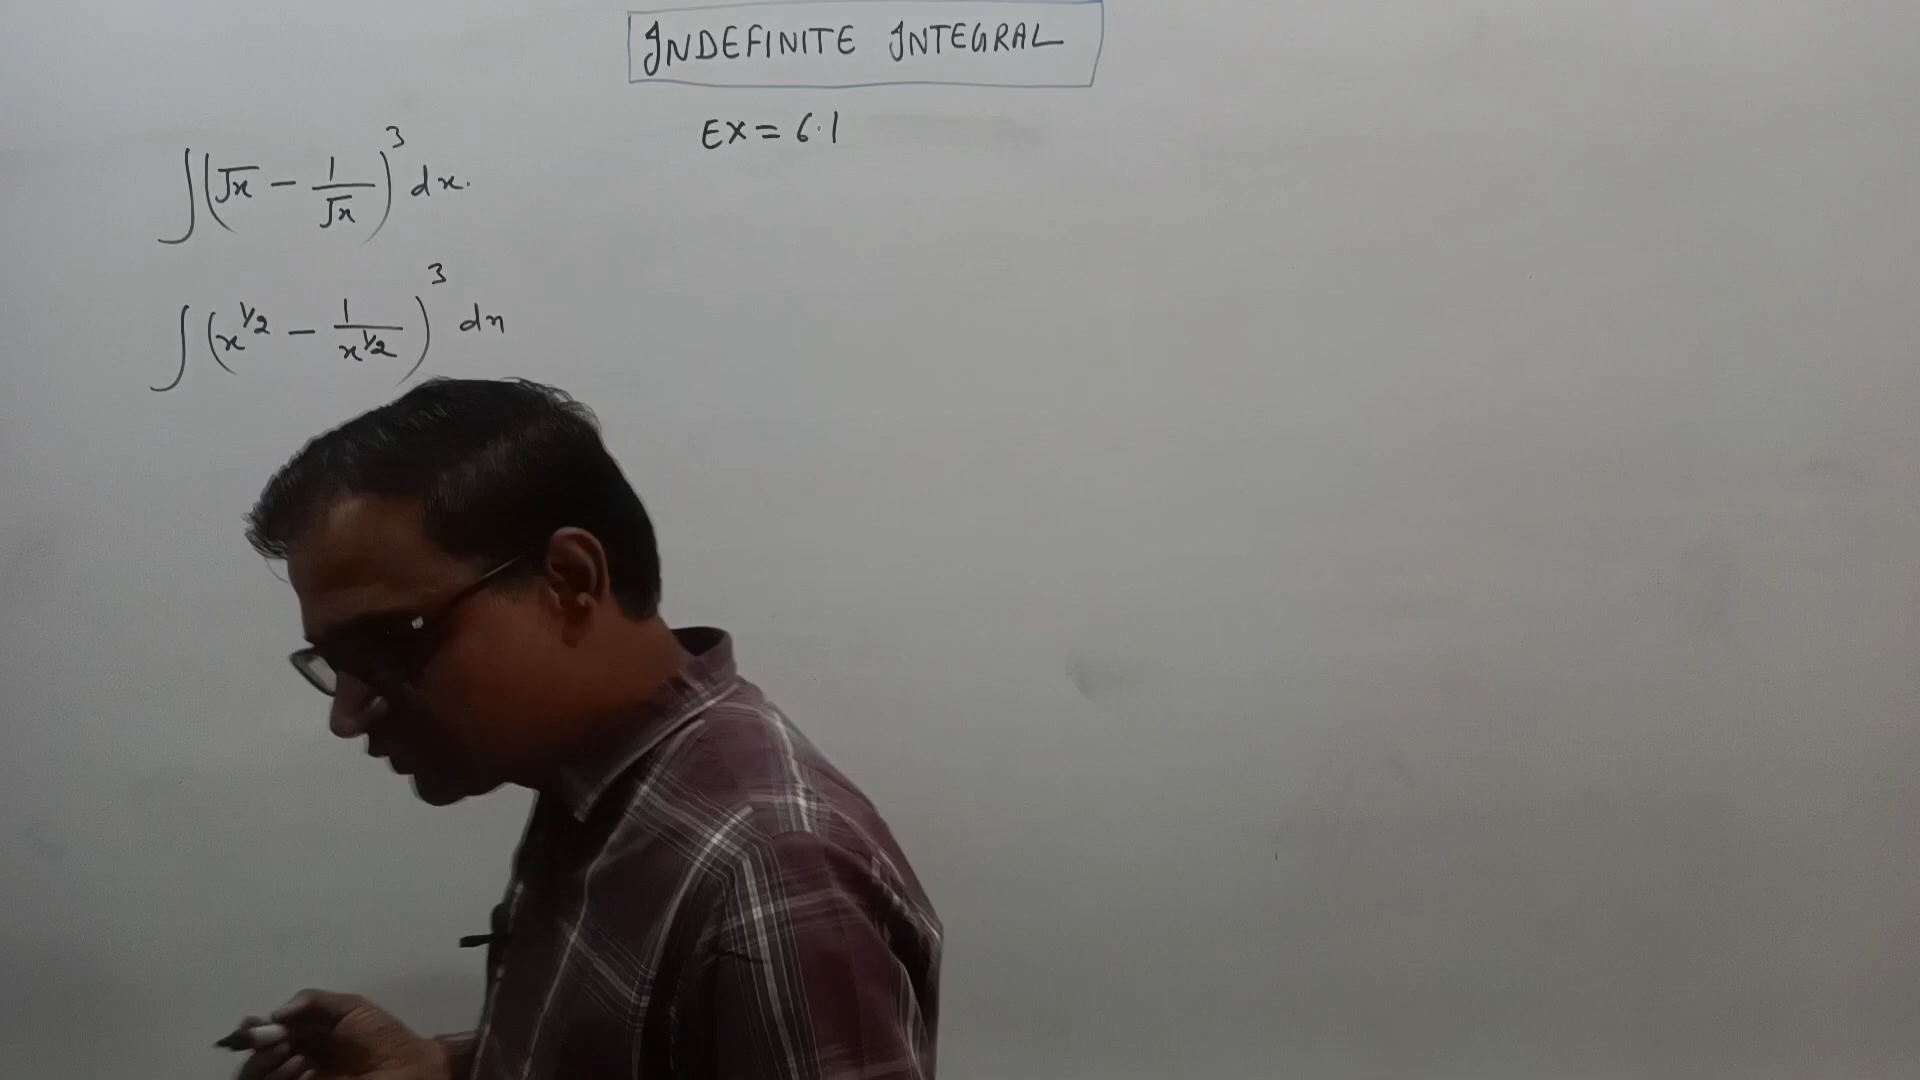 INDEFINITE INTEGRAL
EX = 6.1
∫(√x − 1/√x)³ dx.
∫(x^1/2 − 1/x^1/2)³ dx